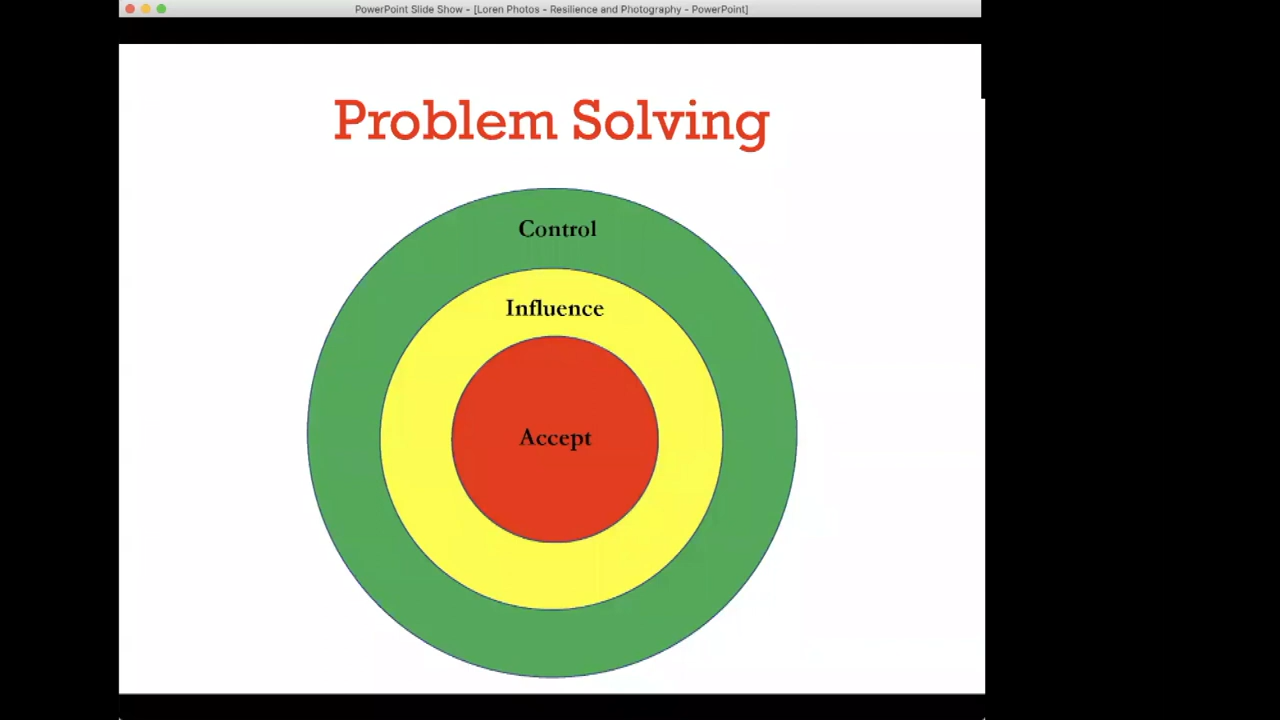 PowerPoint Slide Show - [Loren Photos - Resilience and Photography - PowerPoint]
Problem Solving
Control
Influence
Accept